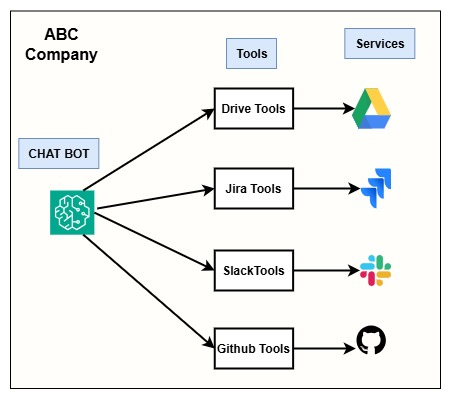 ABC
Company
Services
Tools
Drive Tools
CHAT BOT
Jira Tools
SlackTools
Github Tools